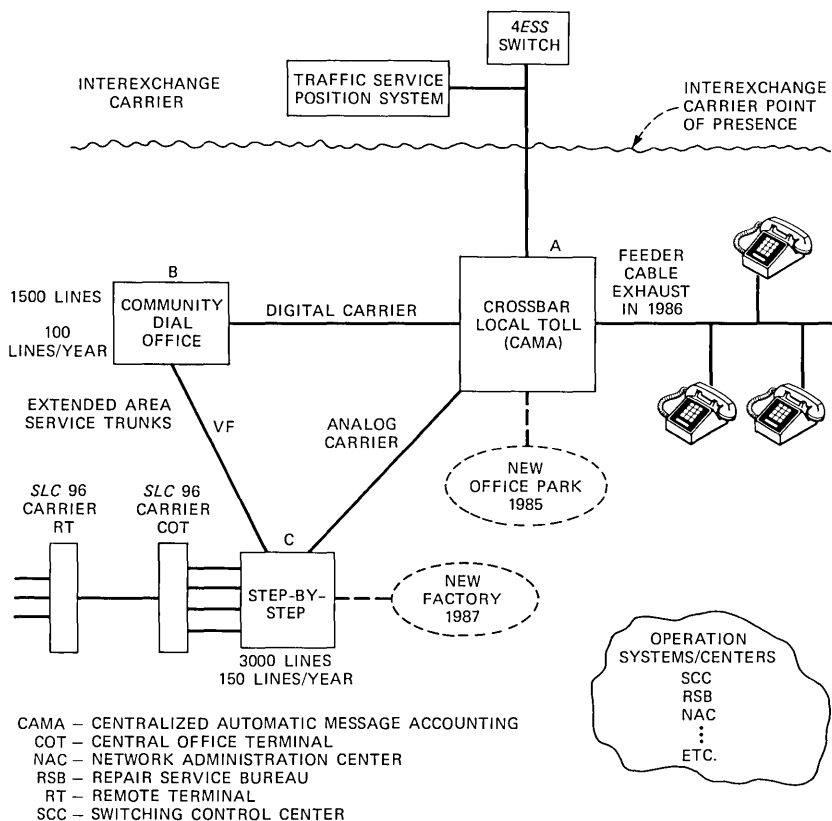 4ESS
SWITCH
TRAFFIC SERVICE
POSITION SYSTEM
INTEREXCHANGE
CARRIER
INTEREXCHANGE
CARRIER POINT
OF PRESENCE
A
CROSSBAR
LOCAL TOLL
(CAMA)
FEEDER
CABLE
EXHAUST
IN 1986
B
COMMUNITY
DIAL
OFFICE
1500 LINES
100
LINES/YEAR
DIGITAL CARRIER
EXTENDED AREA
SERVICE TRUNKS
VF
ANALOG
CARRIER
NEW
OFFICE PARK
1985
SLC 96
CARRIER
RT
SLC 96
CARRIER
COT
C
STEP-BY-
STEP
3000 LINES
150 LINES/YEAR
NEW
FACTORY
1987
OPERATION
SYSTEMS/CENTERS
SCC
RSB
NAC
ETC.
CAMA – CENTRALIZED AUTOMATIC MESSAGE ACCOUNTING
COT – CENTRAL OFFICE TERMINAL
NAC – NETWORK ADMINISTRATION CENTER
RSB – REPAIR SERVICE BUREAU
RT – REMOTE TERMINAL
SCC – SWITCHING CONTROL CENTER